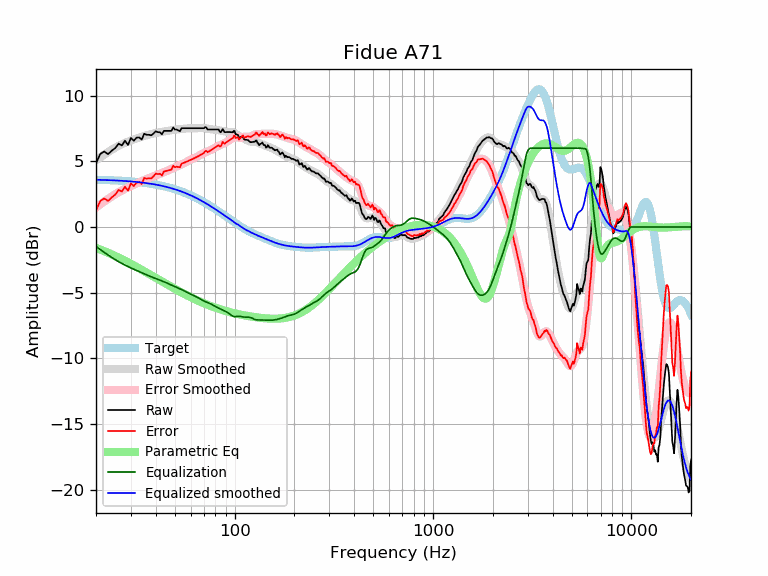 Fidue A71
Amplitude (dBr)
10
5
0
−5
−10
−15
−20
Target
Raw Smoothed
Error Smoothed
Raw
Error
Parametric Eq
Equalization
Equalized smoothed
100
1000
10000
Frequency (Hz)